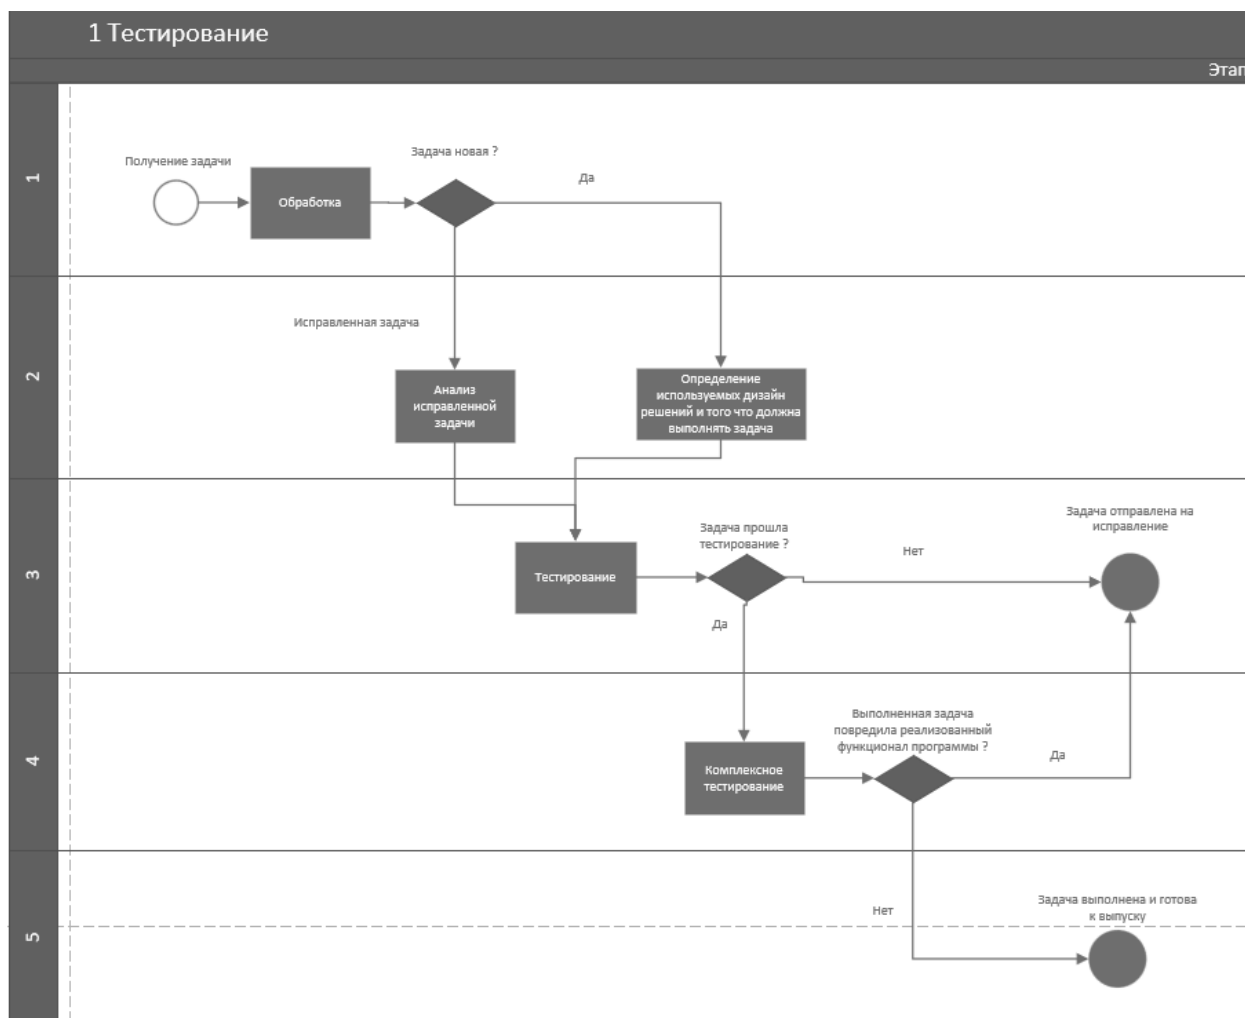 1 Тестирование
Этап
1
Получение задачи
Обработка
Задача новая ?
Да
2
Исправленная задача
Анализ
исправленной
задачи
Определение
используемых дизайн
решений и того что должна
выполнять задача
3
Тестирование
Задача прошла
тестирование ?
Нет
Да
Задача отправлена на
исправление
4
Комплексное
тестирование
Выполненная задача
повредила реализованный
функционал программы ?
Да
5
Нет
Задача выполнена и готова
к выпуску